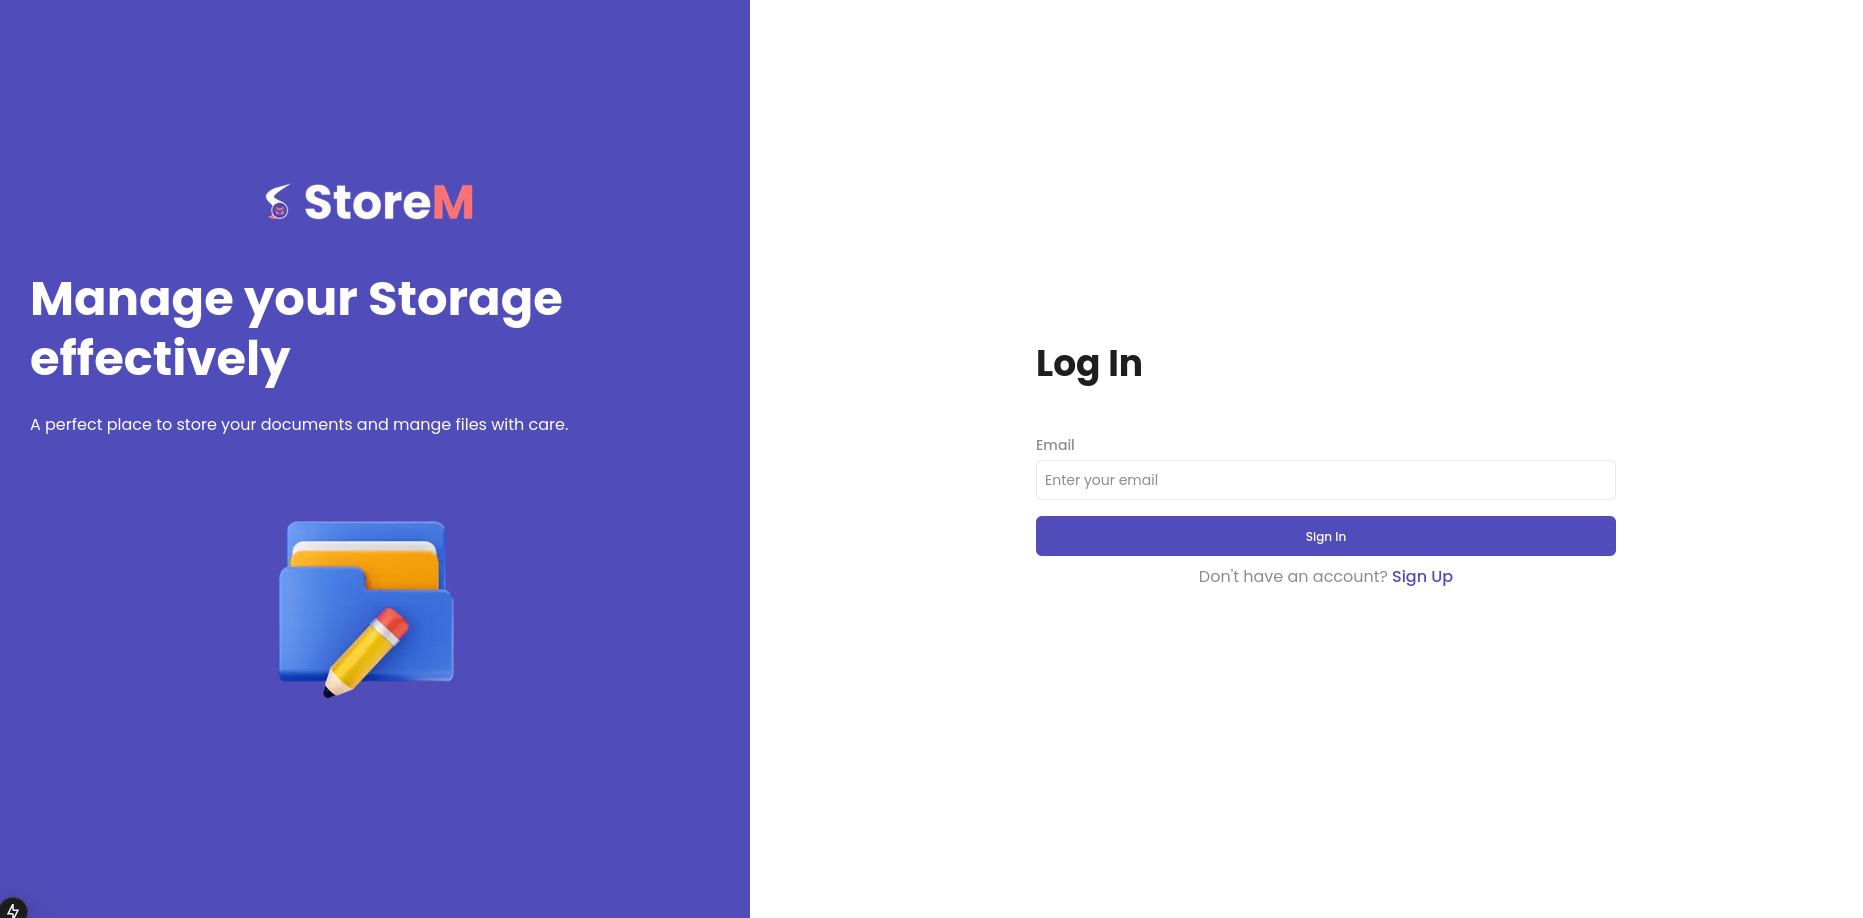 StoreM
Manage your Storage
effectively
A perfect place to store your documents and mange files with care.
Log In
Email
Enter your email
Sign In
Don't have an account? Sign Up